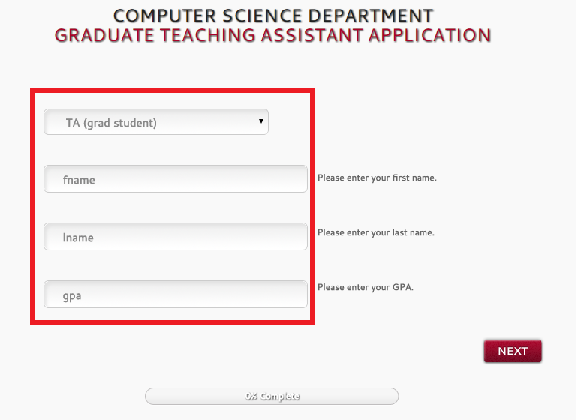 COMPUTER SCIENCE DEPARTMENT
GRADUATE TEACHING ASSISTANT APPLICATION
TA (grad student)
fname Please enter your first name.
lname Please enter your last name.
gpa Please enter your GPA.
NEXT
0% Complete